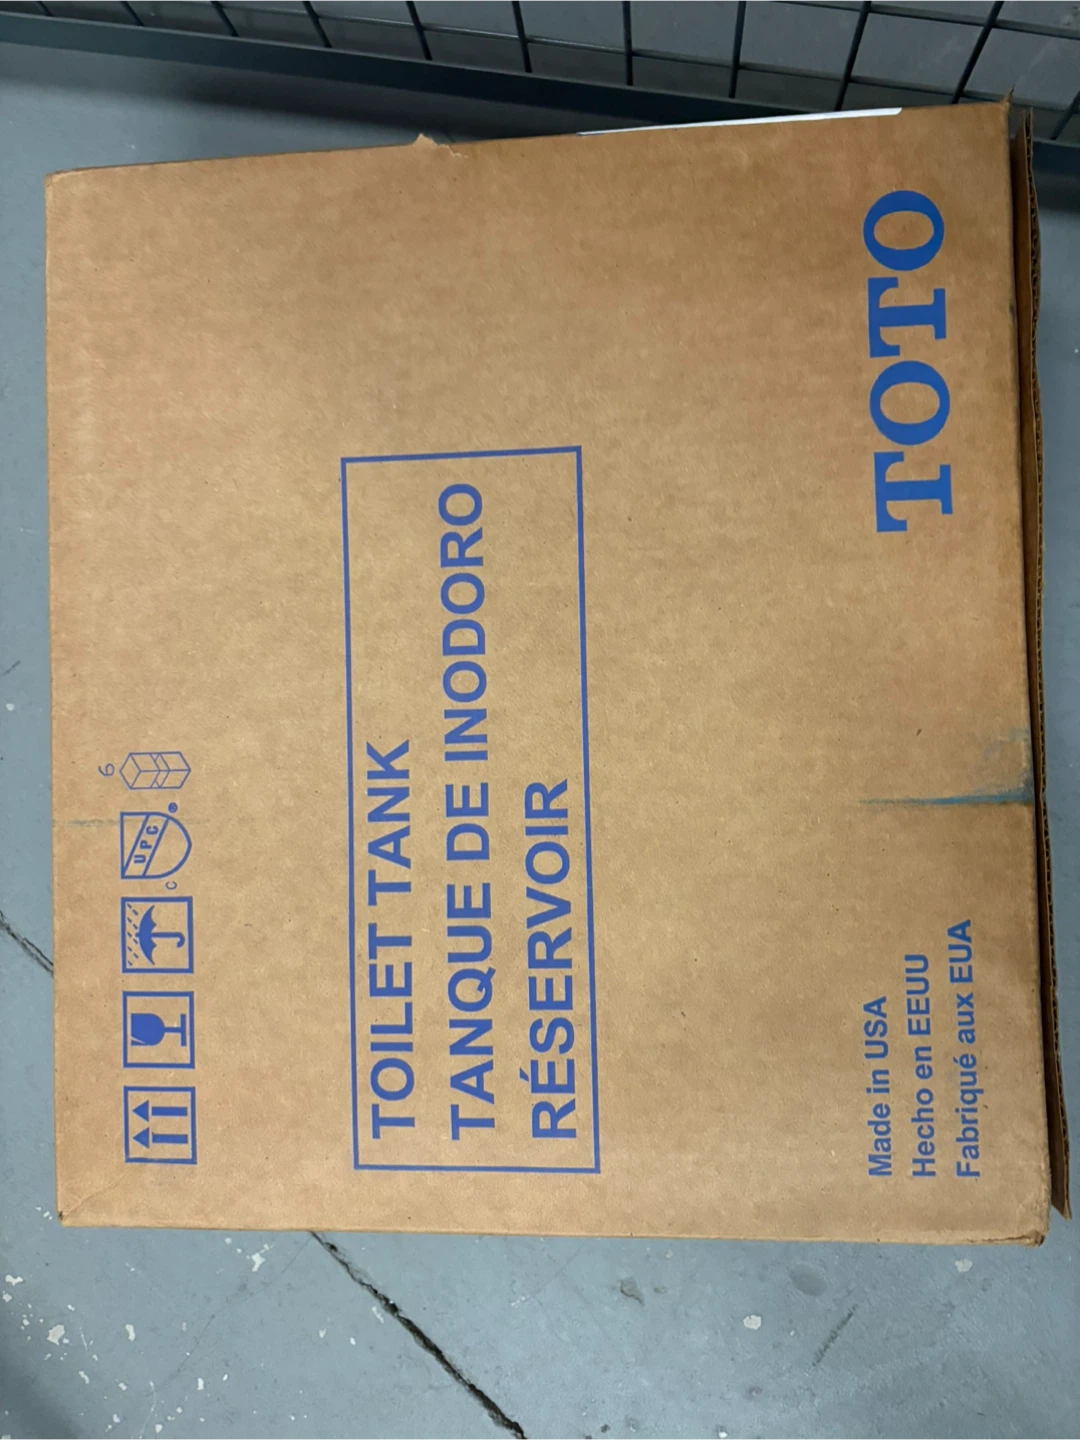 6
C UPC ®
TOILET TANK
TANQUE DE INODORO
RÉSERVOIR
Made in USA
Hecho en EEUU
Fabriqué aux EUA
TOTO